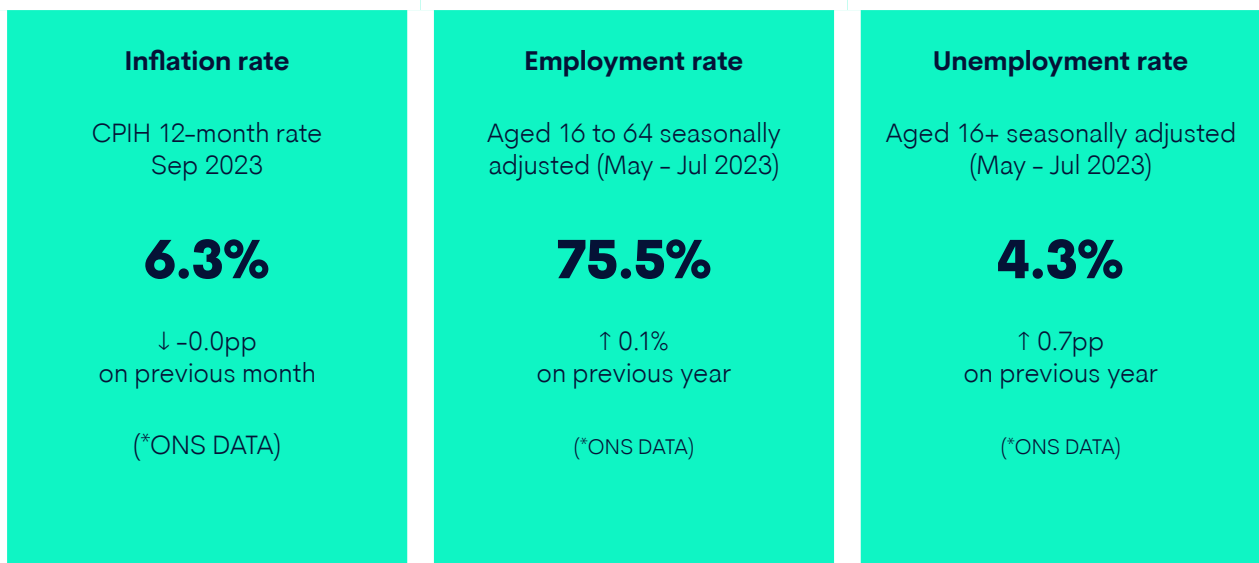 Inflation rate
CPIH 12-month rate
Sep 2023
6.3%
↓ -0.0pp
on previous month
(*ONS DATA)
Employment rate
Aged 16 to 64 seasonally
adjusted (May - Jul 2023)
75.5%
↑ 0.1%
on previous year
(*ONS DATA)
Unemployment rate
Aged 16+ seasonally adjusted
(May - Jul 2023)
4.3%
↑ 0.7pp
on previous year
(*ONS DATA)